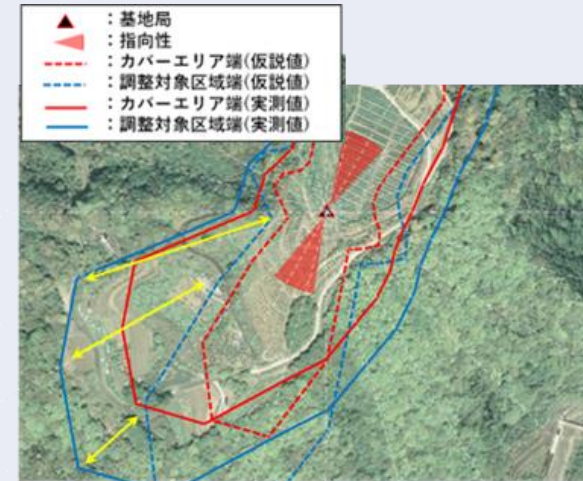 ：基地局
：指向性
：カバーエリア端(仮説値)
：調整対象区域端(仮説値)
：カバーエリア端(実測値)
：調整対象区域端(実測値)